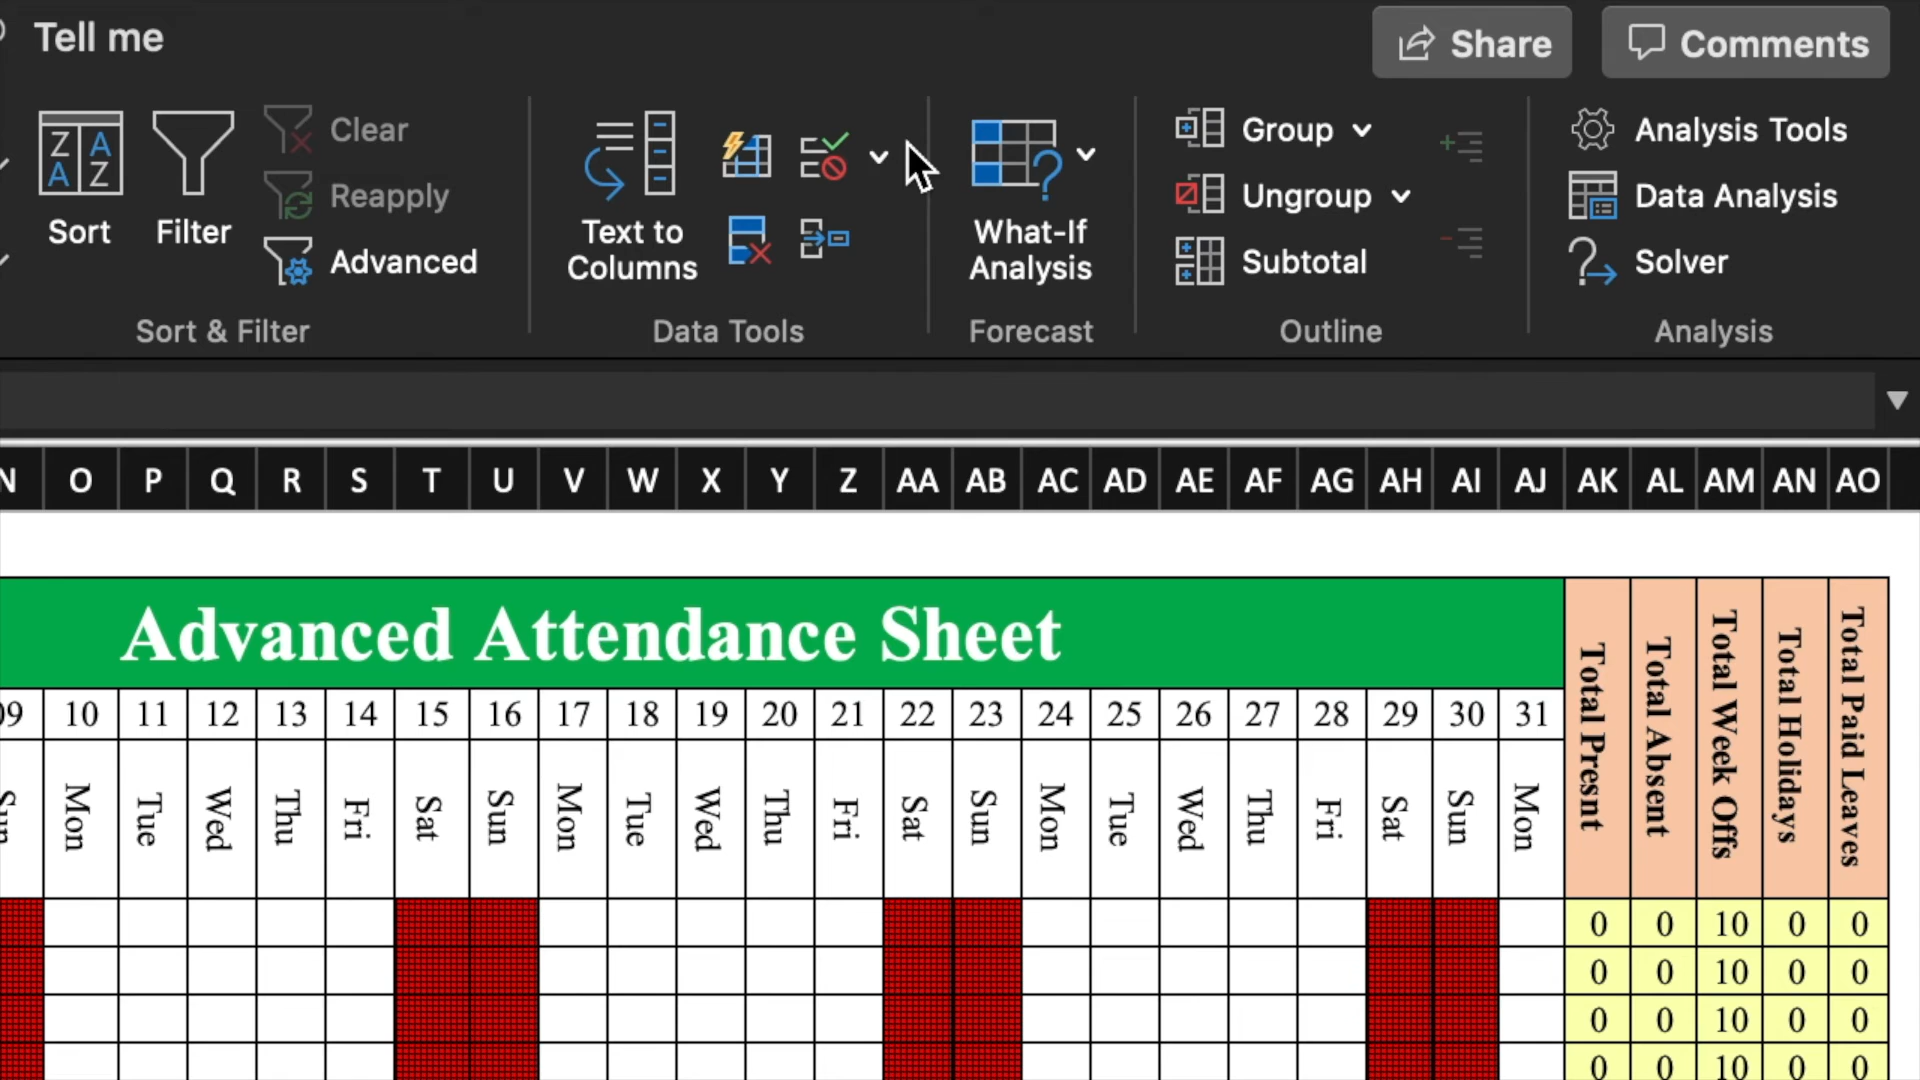 Tell me
Share
Comments
Z A
A Z
Sort
Filter
Clear
Reapply
Advanced
Sort & Filter
Text to
Columns
Data Tools
What-If
Analysis
Forecast
Group
Ungroup
Subtotal
Outline
Analysis Tools
Data Analysis
Solver
Analysis
N O P Q R S T U V W X Y Z AA AB AC AD AE AF AG AH AI AJ AK AL AM AN AO
Advanced Attendance Sheet
Total Presnt
Total Absent
Total Week Offs
Total Holidays
Total Paid Leaves
09 10 11 12 13 14 15 16 17 18 19 20 21 22 23 24 25 26 27 28 29 30 31
Sun Mon Tue Wed Thu Fri Sat Sun Mon Tue Wed Thu Fri Sat Sun Mon Tue Wed Thu Fri Sat Sun Mon
0 0 10 0 0
0 0 10 0 0
0 0 10 0 0
0 0 10 0 0